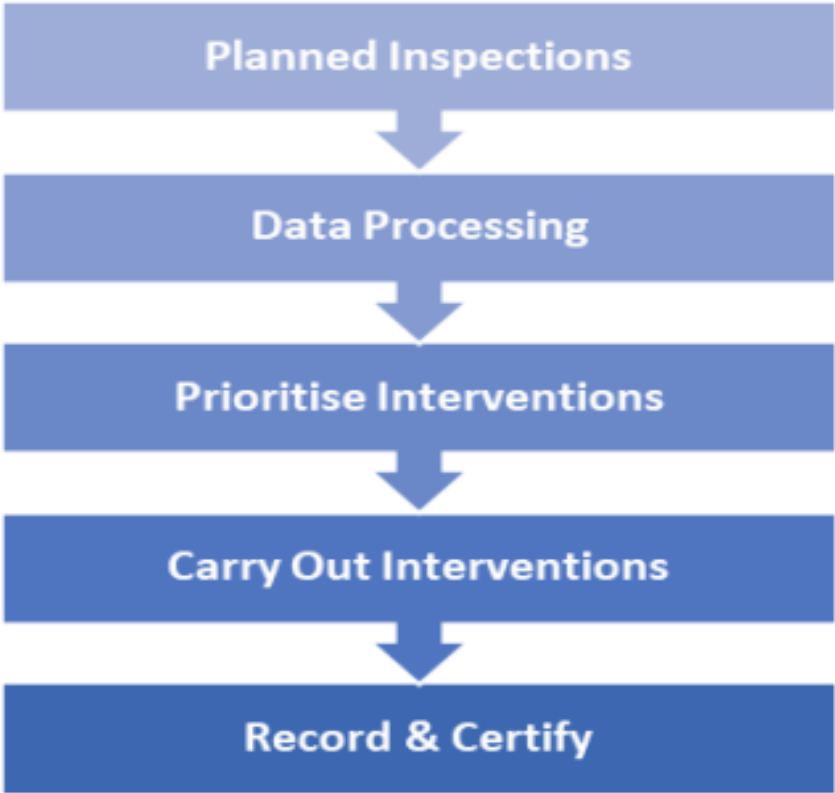 Planned Inspections
Data Processing
Prioritise Interventions
Carry Out Interventions
Record & Certify